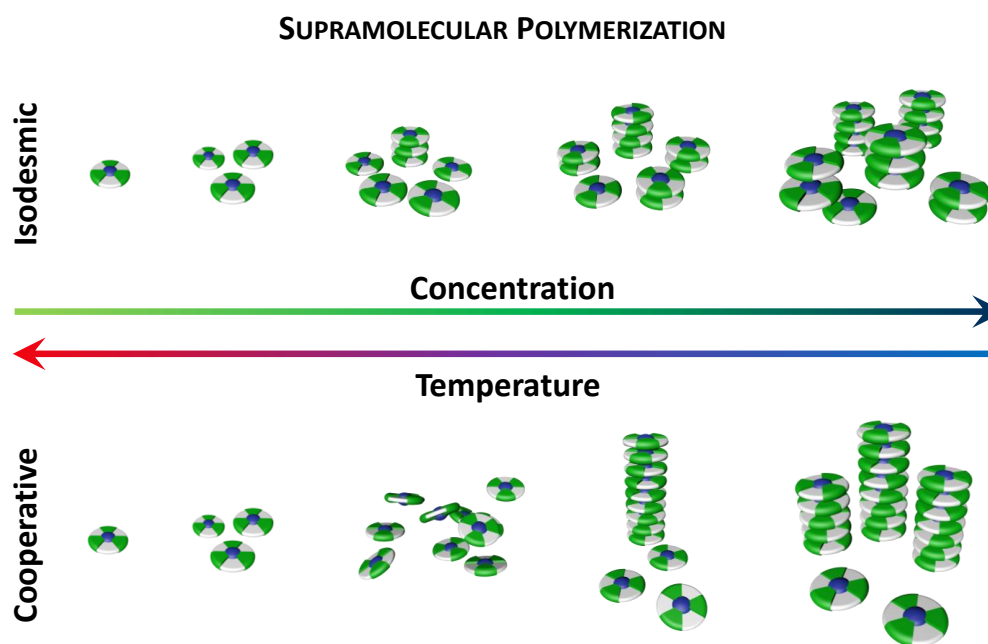 SUPRAMOLECULAR POLYMERIZATION
Isodesmic
Concentration
Temperature
Cooperative